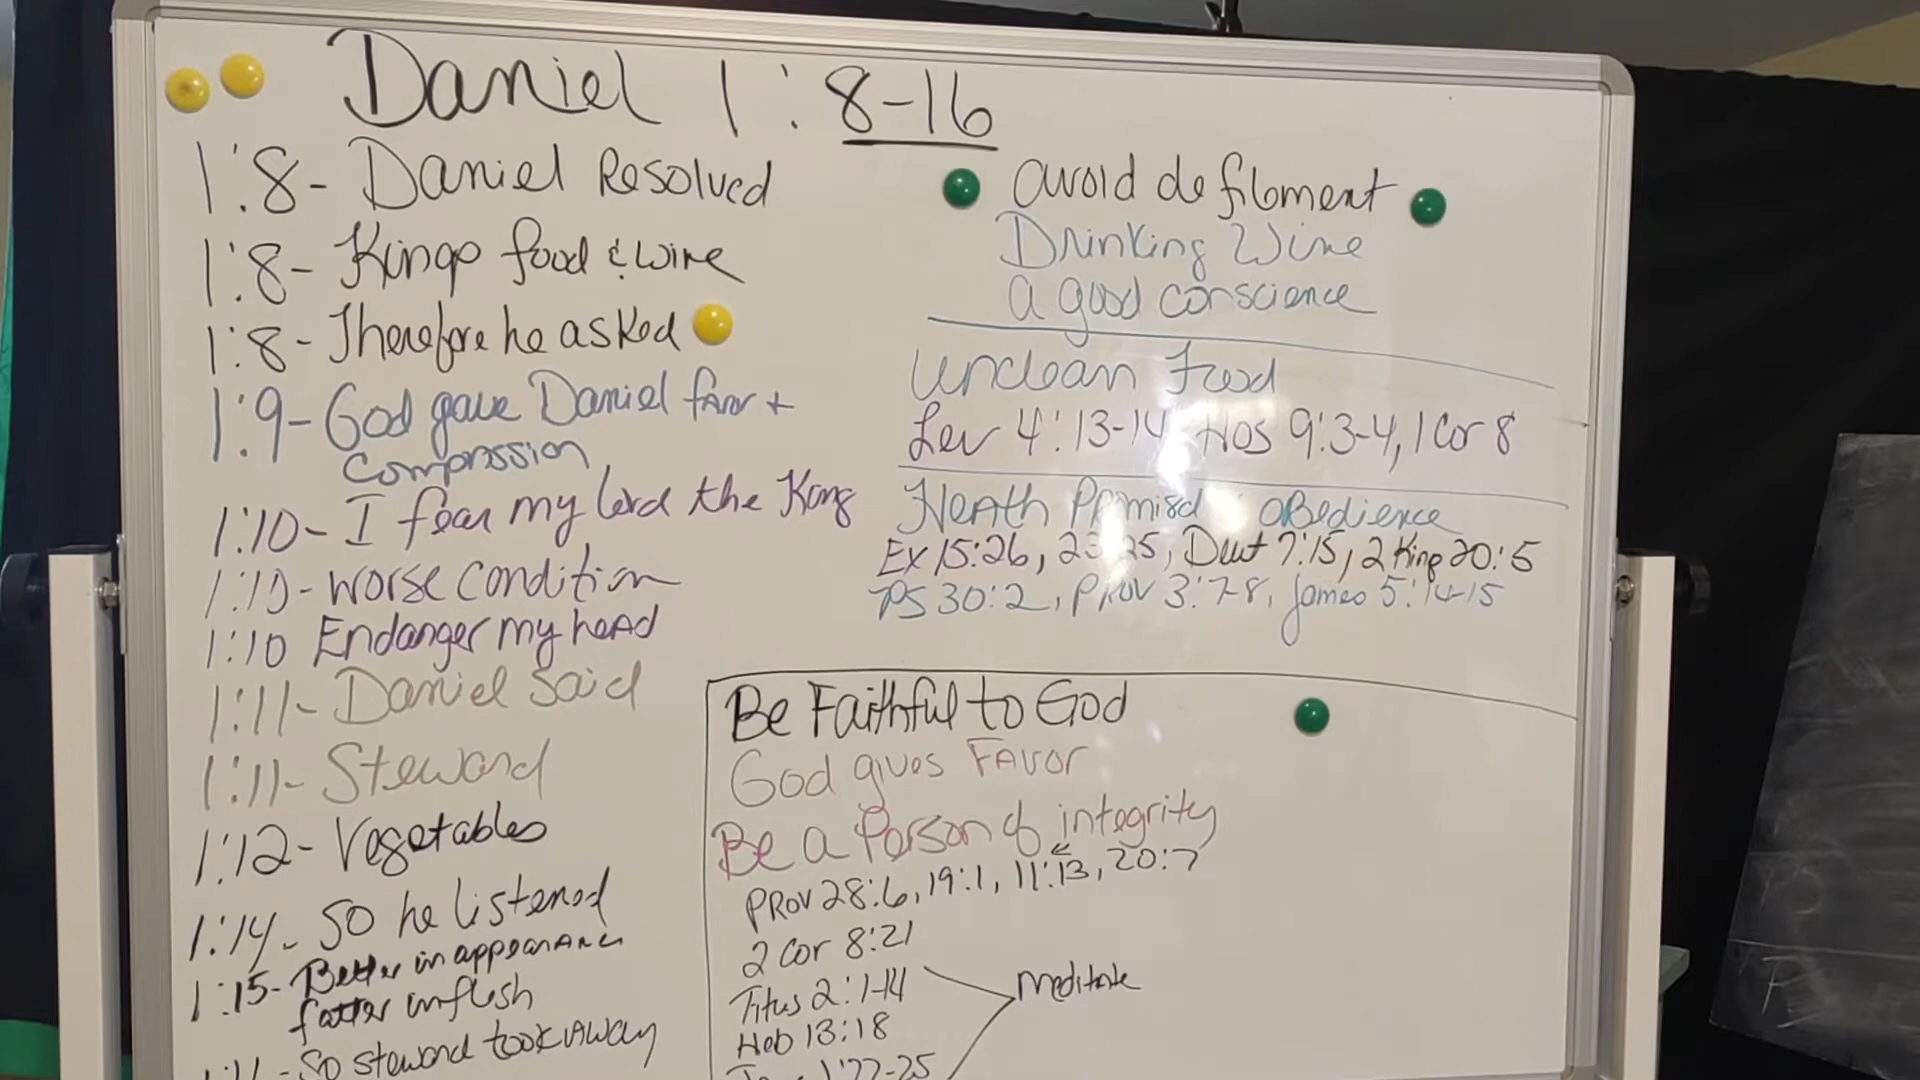 Daniel 1:8-16
1:8- Daniel Resolved
1:8- Kings food & wine
1:8- Therefore he asked
1:9- God gave Daniel favor +
Compassion
1:10- I fear my lord the King
1:10- worse condition
1:10 Endanger my head
1:11- Daniel Said
1:11- Steward
1:12- Vegetables
1:14- So he listened
1:15- Better in appearance
fatter in flesh
- So steward took Away
avoid defilement
Drinking Wine
a good conscience
Unclean Food
Lev 4:13-14 Hos 9:3-4, 1 Cor 8
Heath Promisd obedience
Ex 15:26, 23:25, Deut 7:15, 2 King 20:5
PS 30:2, Prov 3:7-8, James 5:14-15
Be Faithful to God
God gives Favor
Be a Person of integrity
PROV 28:6, 19:1, 11:13, 20:7
2 Cor 8:21
Titus 2:1-14
Meditate
Heb 13:18
1:22-25